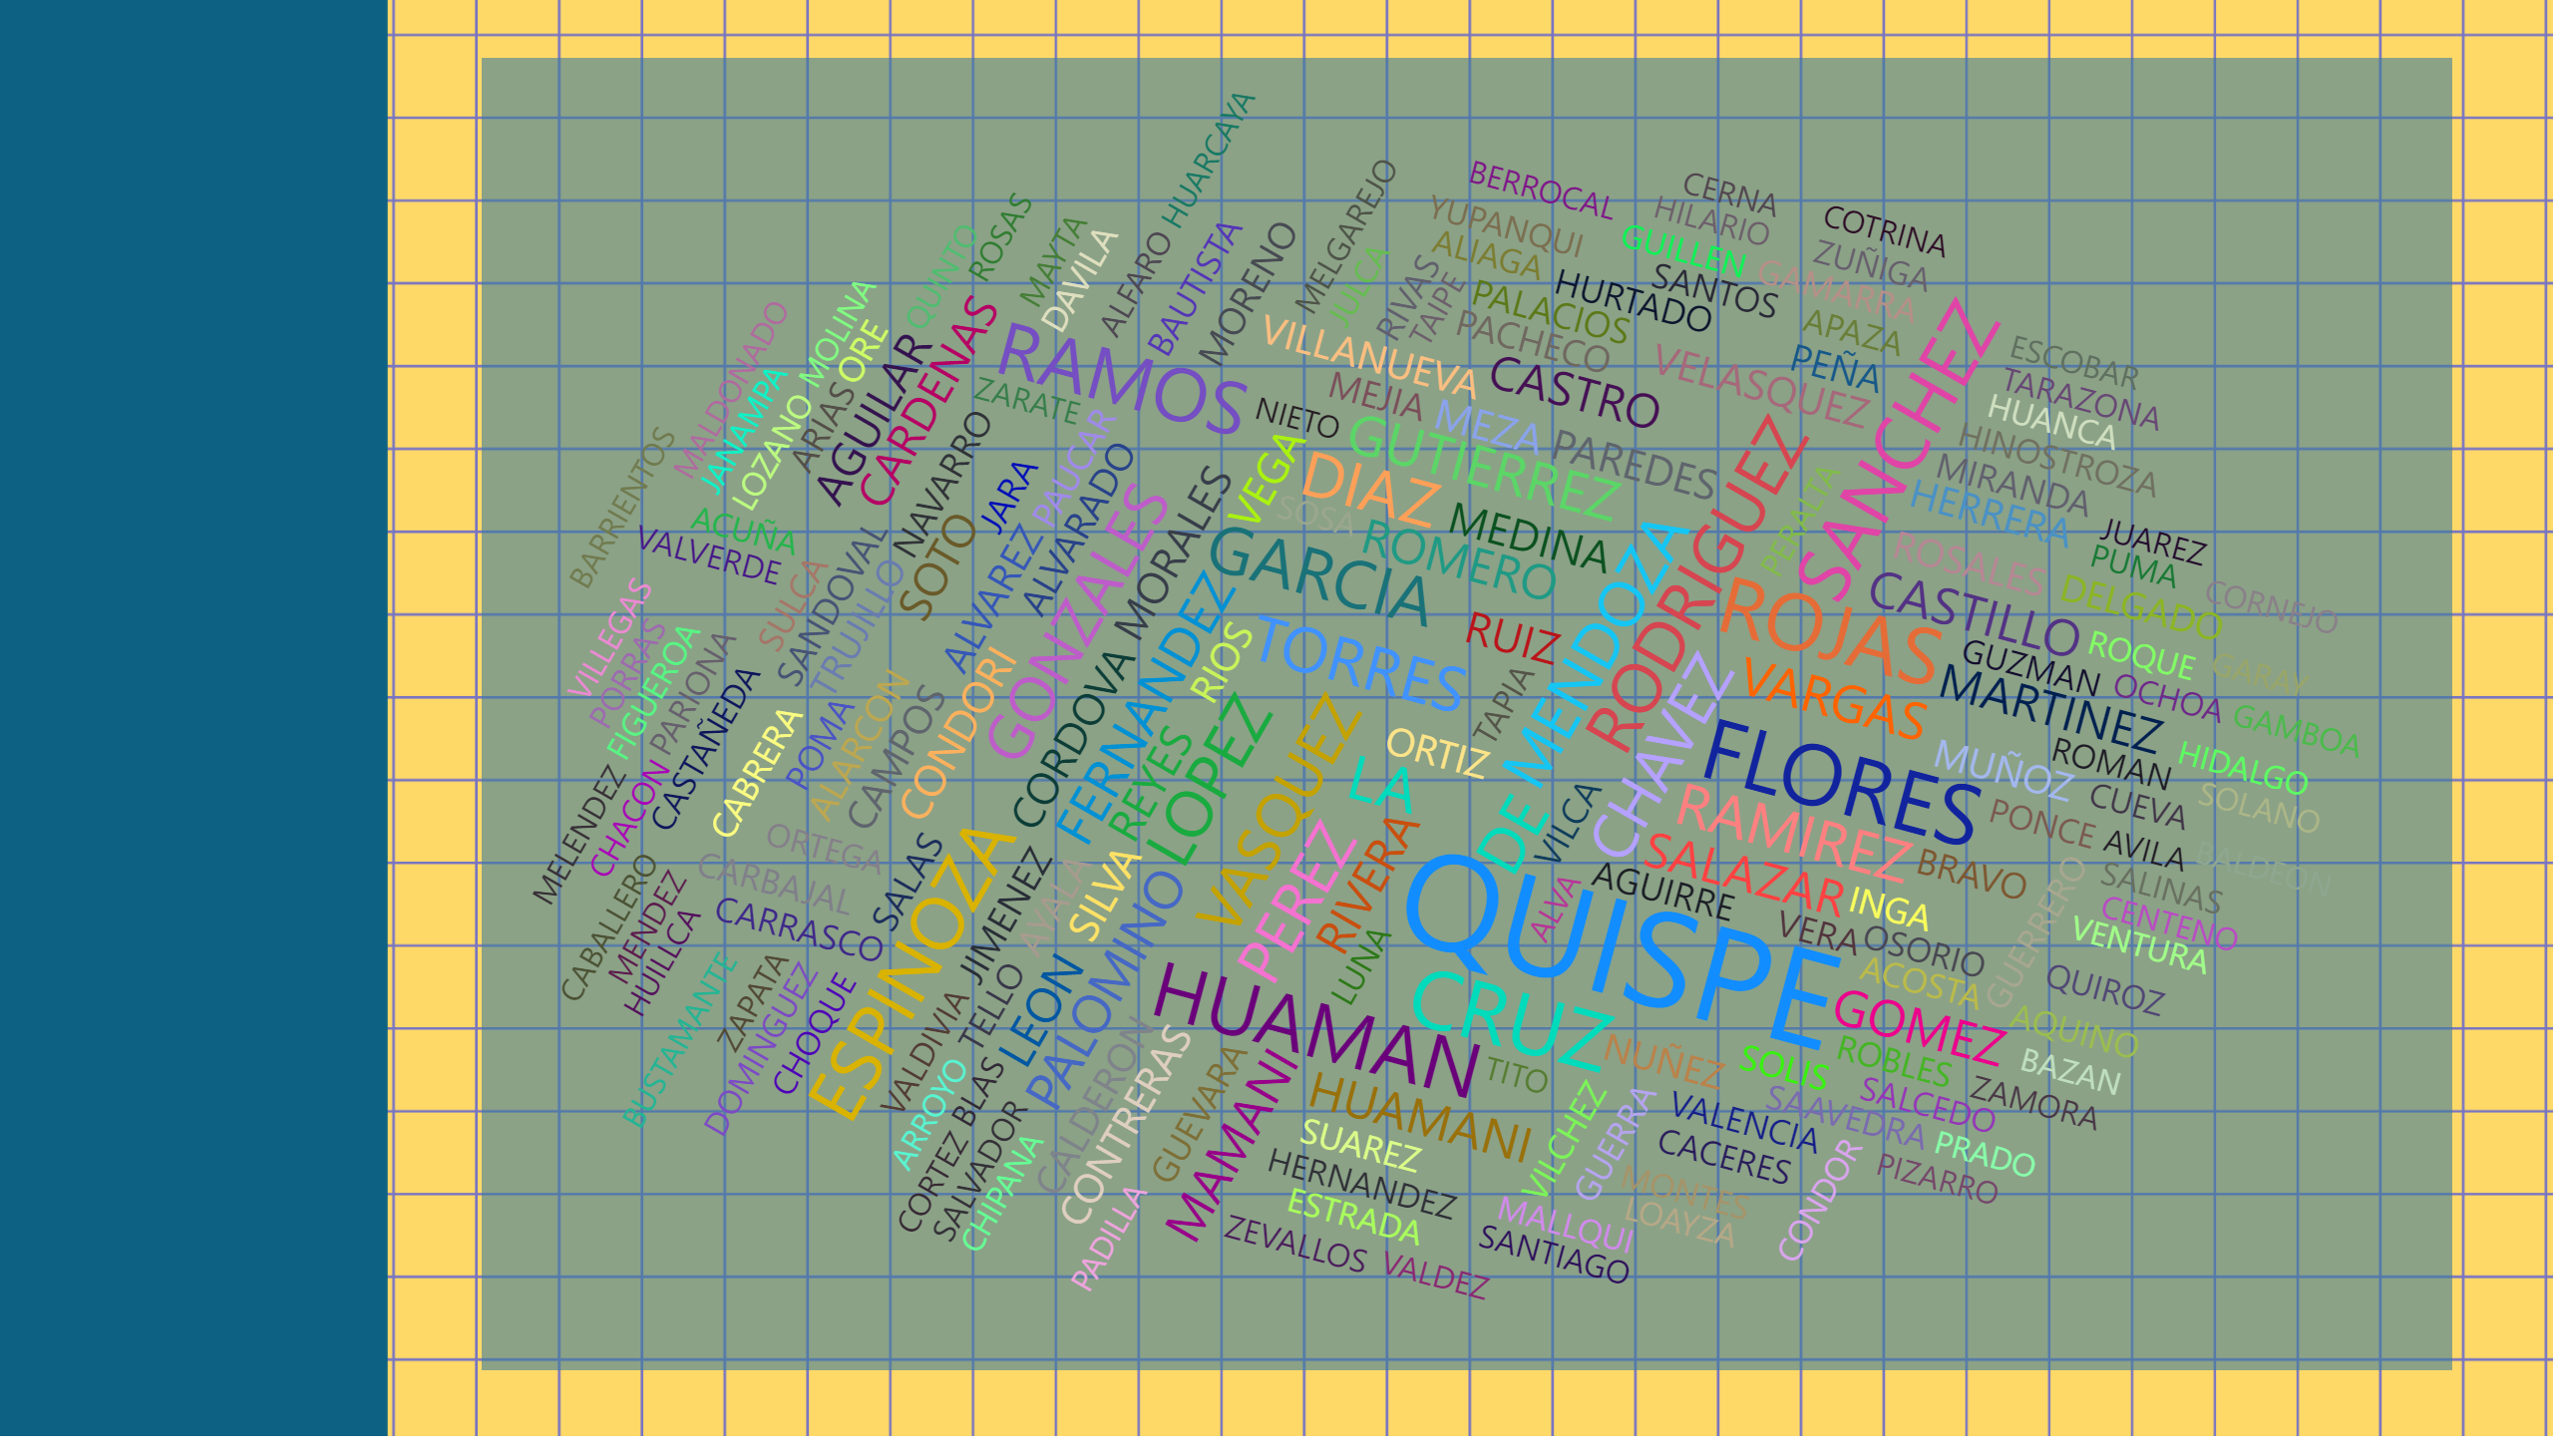 HUARCAYA
BERROCAL
MELGAREJO
CERNA
YUPANQUI
HILARIO
COTRINA
ROSAS
QUINTO
MAYTA
DAVILA
ALFARO
BAUTISTA
MORENO
JULCA
RIVAS
TAIPE
ALIAGA
GUILLEN
ZUÑIGA
SANTOS
GAMARRA
HURTADO
PALACIOS
PACHECO
APAZA
PEÑA
MALDONADO
MOLINA
ORE
JANAMPA
LOZANO
ARIAS
AGUILAR
CARDENAS
RAMOS
ZARATE
VILLANUEVA
MEJIA
CASTRO
VELASQUEZ
SANCHEZ
ESCOBAR
TARAZONA
HUANCA
HINOSTROZA
MIRANDA
HERRERA
NIETO
MEZA
GUTIERREZ
PAREDES
RODRIGUEZ
PERALTA
VEGA
DIAZ
SOSA
MEDINA
ROMERO
GARCIA
BARRIENTOS
ACUÑA
VALVERDE
NAVARRO
SOTO
JARA
PAUCAR
ALVAREZ
ALVARADO
GONZALES
MORALES
JUAREZ
PUMA
ROSALES
DELGADO
CORNEJO
CASTILLO
ROJAS
SULCA
SANDOVAL
TRUJILLO
VILLEGAS
PORRAS
FIGUEROA
PARIONA
CASTAÑEDA
CABRERA
POMA
ALARCON
CAMPOS
CONDORI
CORDOVA
FERNANDEZ
RIOS
TORRES
RUIZ
TAPIA
MENDOZA
CHAVEZ
VARGAS
GUZMAN
ROQUE
GARAY
MARTINEZ
OCHOA
GAMBOA
FLORES
MUÑOZ
ROMAN
HIDALGO
REYES
LOPEZ
VASQUEZ
ORTIZ
LA
DE
VILCA
RAMIREZ
PONCE
CUEVA
SOLANO
AVILA
BALDEON
MELENDEZ
CHACON
CABALLERO
MENDEZ
HUILLCA
ORTEGA
CARBAJAL
CARRASCO
SALAS
ESPINOZA
JIMENEZ
AYALA
SILVA
PALOMINO
PEREZ
RIVERA
LUNA
QUISPE
ALVA
AGUIRRE
SALAZAR
INGA
BRAVO
GUERRERO
SALINAS
CENTENO
VENTURA
VERA
OSORIO
ACOSTA
QUIROZ
BUSTAMANTE
ZAPATA
DOMINGUEZ
CHOQUE
VALDIVIA
TELLO
LEON
HUAMAN
CRUZ
GOMEZ
AQUINO
ARROYO
BLAS
CORTEZ
SALVADOR
CHIPANA
CALDERON
CONTRERAS
PADILLA
GUEVARA
MAMANI
TITO
HUAMANI
NUÑEZ
SOLIS
ROBLES
BAZAN
SALCEDO
ZAMORA
SAAVEDRA
VALENCIA
PRADO
SUAREZ
HERNANDEZ
ESTRADA
ZEVALLOS
VALDEZ
VILCHEZ
GUERRA
CACERES
MONTES
LOAYZA
MALLQUI
SANTIAGO
CONDOR
PIZARRO